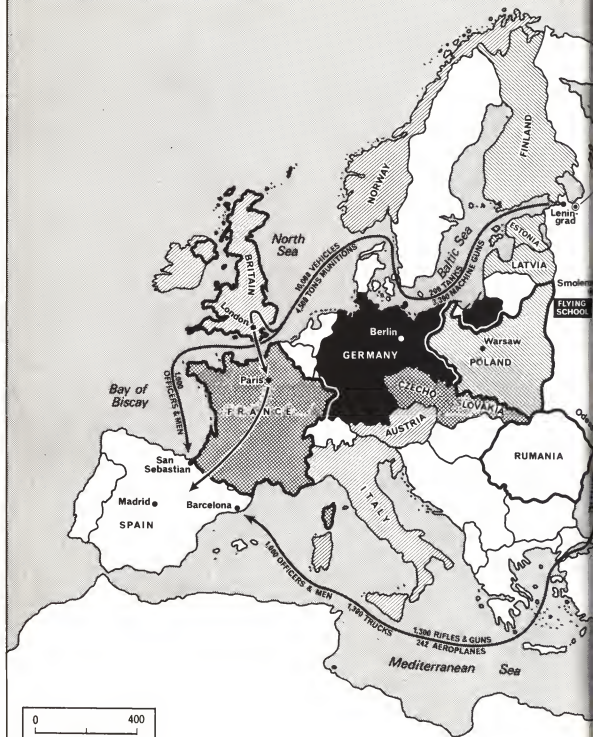 NORWAY
FINLAND
D-A
Lenin-
grad
ESTONIA
LATVIA
North
Sea
Baltic Sea
BRITAIN
10,000 VEHICLES
4,500 TONS MUNITIONS
200 TANKS
3,200 MACHINE GUNS
Smolen
FLYING
SCHOOL
London
Berlin
GERMANY
Warsaw
POLAND
Paris
FRANCE
CZECHO-
SLOVAKIA
AUSTRIA
Bay of
Biscay
1,000
OFFICERS & MEN
Odes
RUMANIA
San
Sebastian
ITALY
Madrid
Barcelona
SPAIN
1,000 OFFICERS & MEN
1,300 TRUCKS
1,500 RIFLES & GUNS
242 AEROPLANES
Mediterranean Sea
0 400